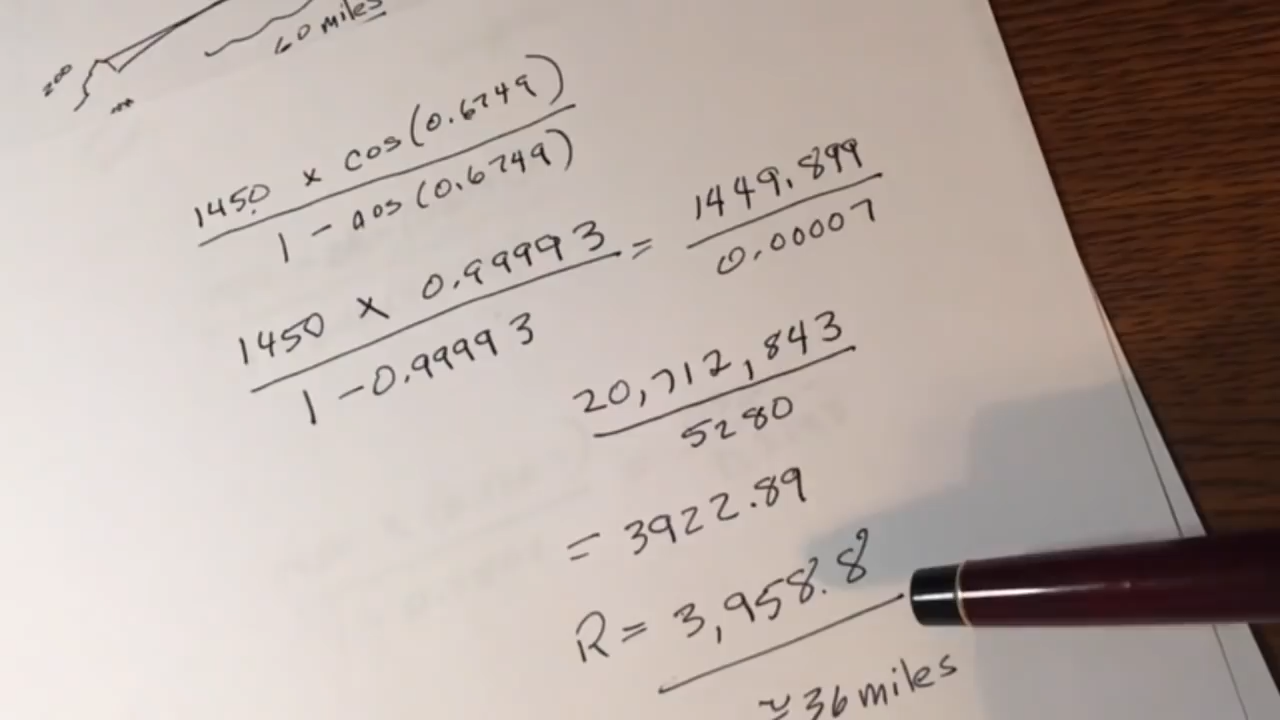 60 miles
200
1450 x cos(0.6749)
1 - cos(0.6749)
1450 x 0.99993 = 1449.899
1 - 0.99993
0.00007
20,712,843
5280
= 3922.89
R = 3,958.8
≈ 36 miles